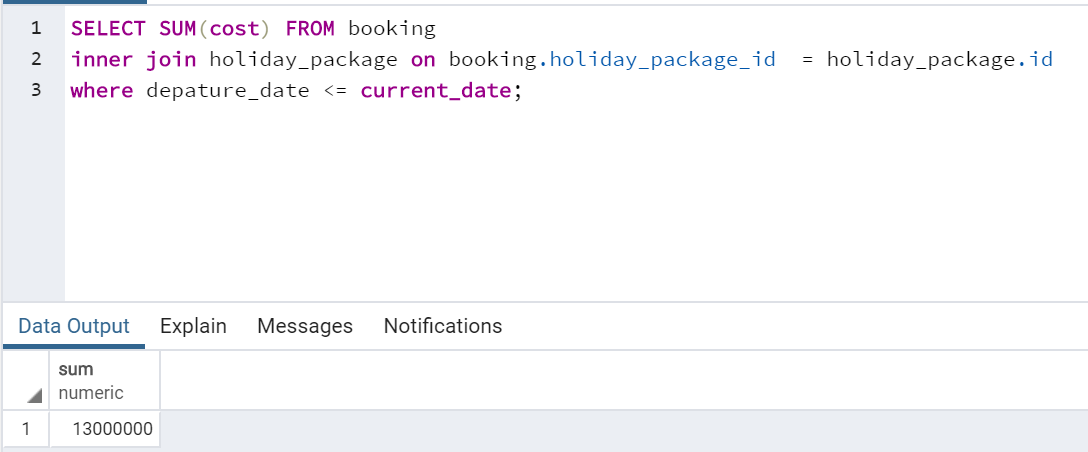 1 SELECT SUM(cost) FROM booking
2 inner join holiday_package on booking.holiday_package_id  = holiday_package.id
3 where depature_date <= current_date;
Data Output Explain Messages Notifications
sum
numeric
1 13000000